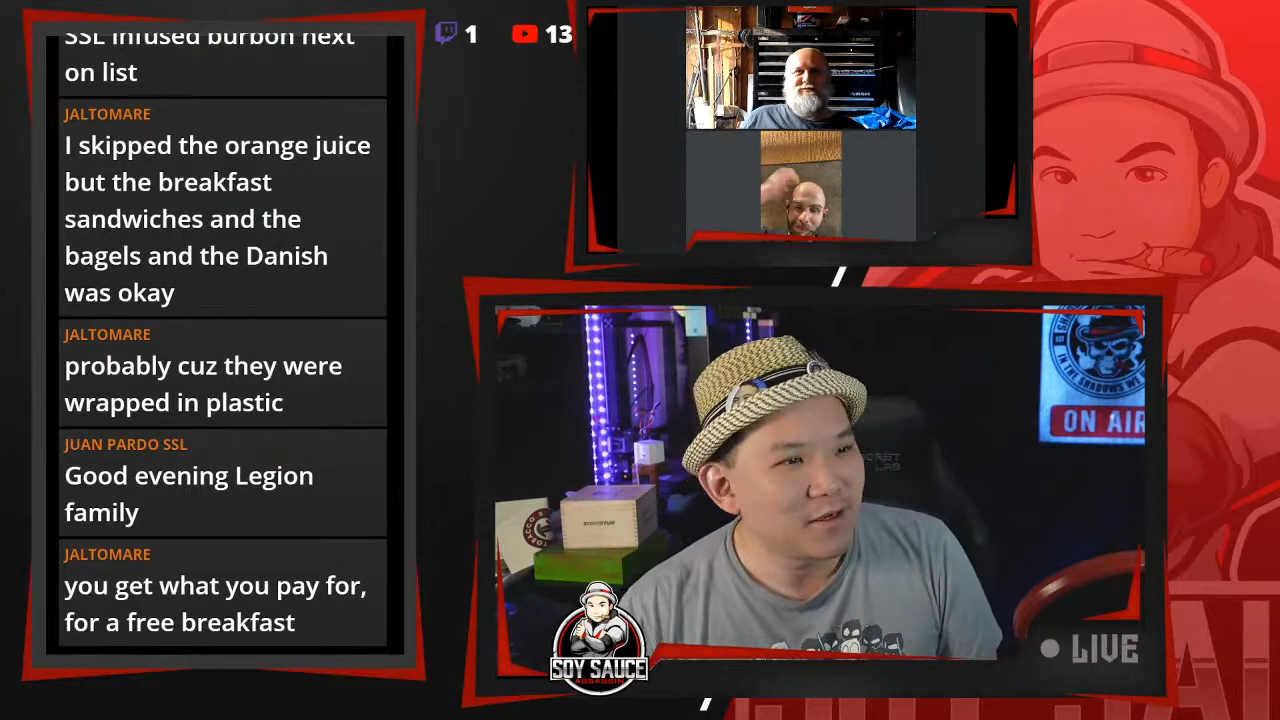 SSL infused burbon next
on list
JALTOMARE
I skipped the orange juice
but the breakfast
sandwiches and the
bagels and the Danish
was okay
JALTOMARE
probably cuz they were
wrapped in plastic
JUAN PARDO SSL
Good evening Legion
family
JALTOMARE
you get what you pay for,
for a free breakfast
1
13
ON AIR
SOY SAUCE
ASSASSIN
LIVE